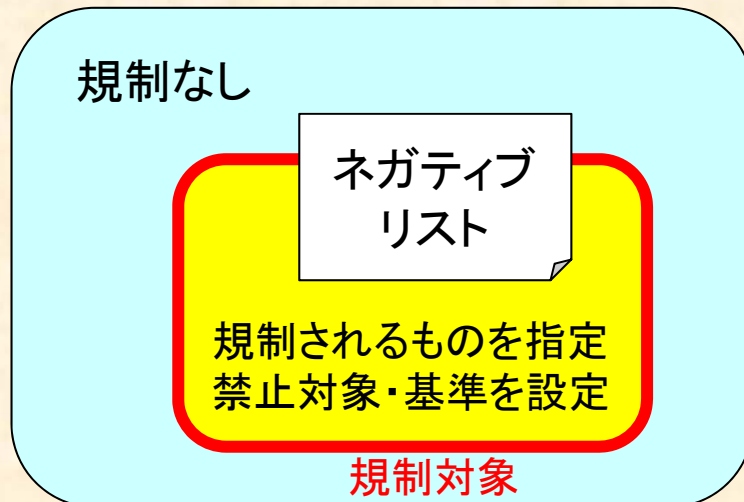 規制なし
ネガティブ
リスト
規制されるものを指定
禁止対象・基準を設定
規制対象